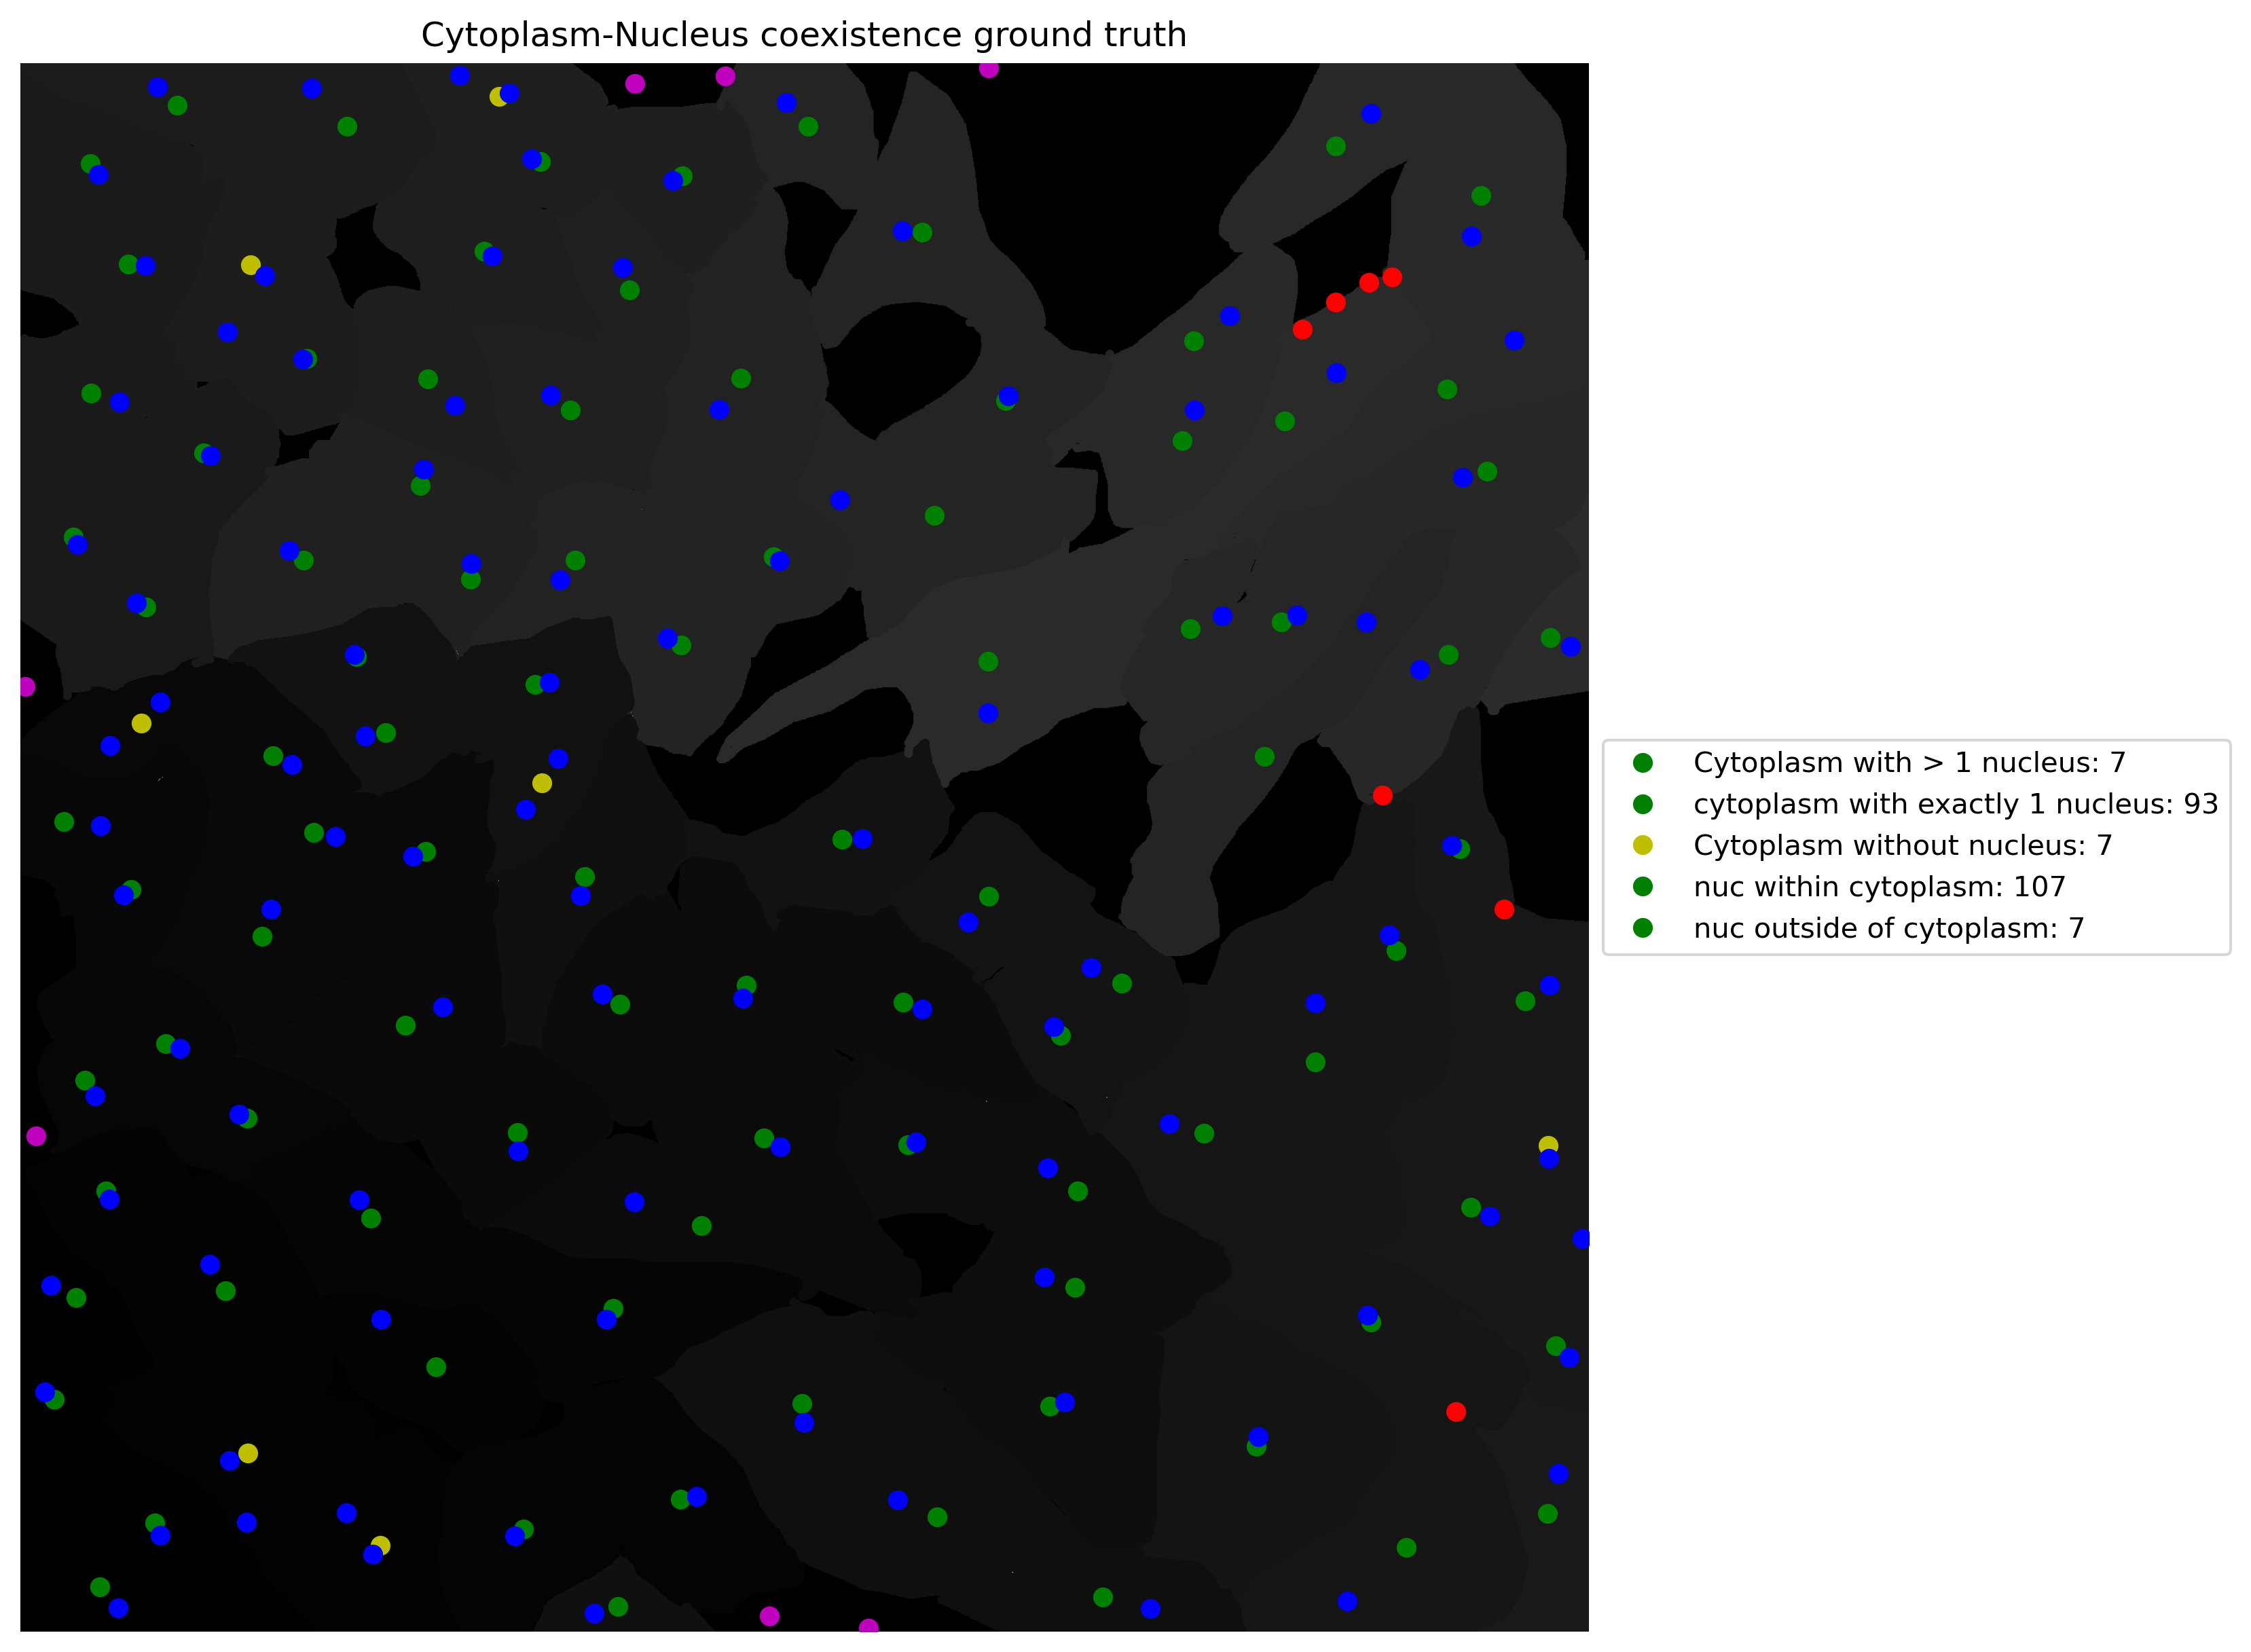 Cytoplasm-Nucleus coexistence ground truth
Cytoplasm with > 1 nucleus: 7
cytoplasm with exactly 1 nucleus: 93
Cytoplasm without nucleus: 7
nuc within cytoplasm: 107
nuc outside of cytoplasm: 7